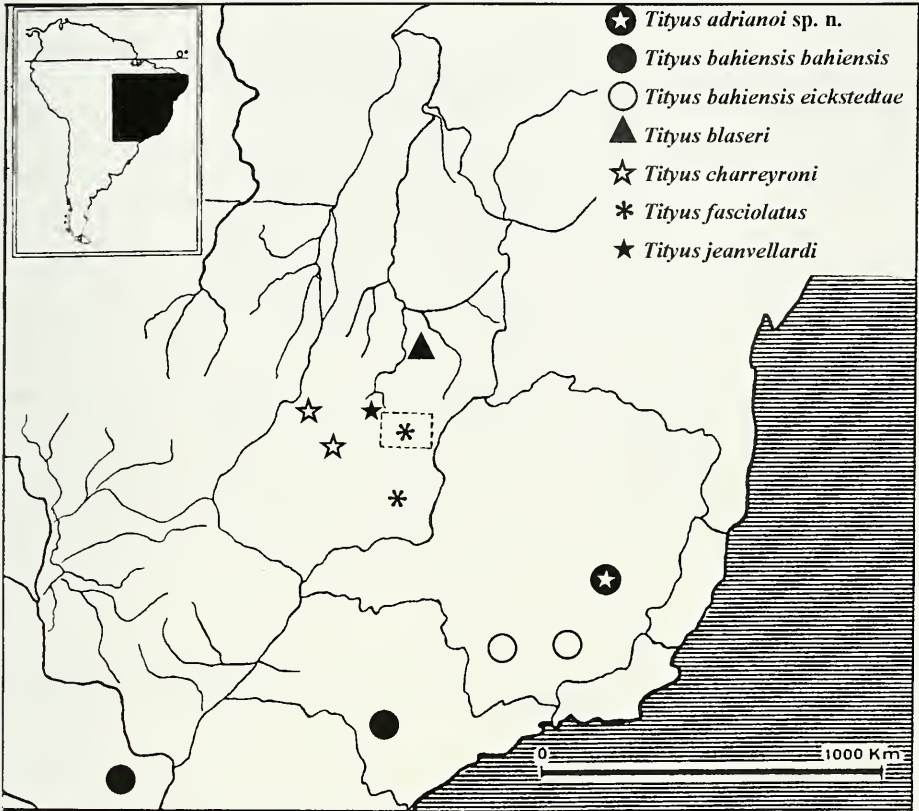 0°
Tityus adrianoi sp. n.
Tityus bahiensis bahiensis
Tityus bahiensis eickstedtae
Tityus blaseri
Tityus charreyroni
Tityus fasciolatus
Tityus jeanvellardi
0 1000 Km